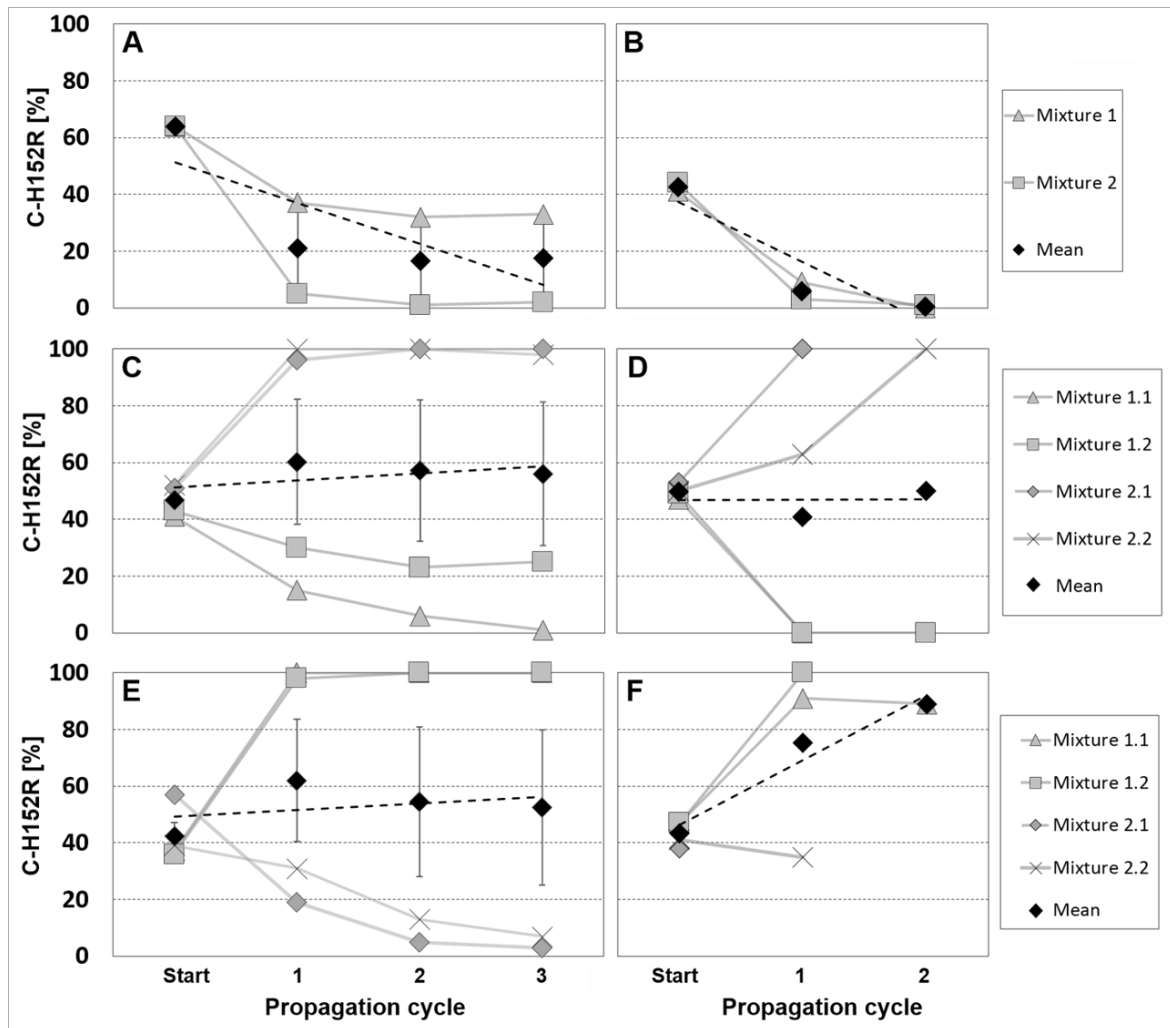 A
B
C-H152R [%]
100
80
60
40
20
0
Mixture 1
Mixture 2
Mean
C
D
C-H152R [%]
100
80
60
40
20
0
Mixture 1.1
Mixture 1.2
Mixture 2.1
Mixture 2.2
Mean
E
F
C-H152R [%]
100
80
60
40
20
0
Mixture 1.1
Mixture 1.2
Mixture 2.1
Mixture 2.2
Mean
Start 1 2 3
Start 1 2
Propagation cycle
Propagation cycle